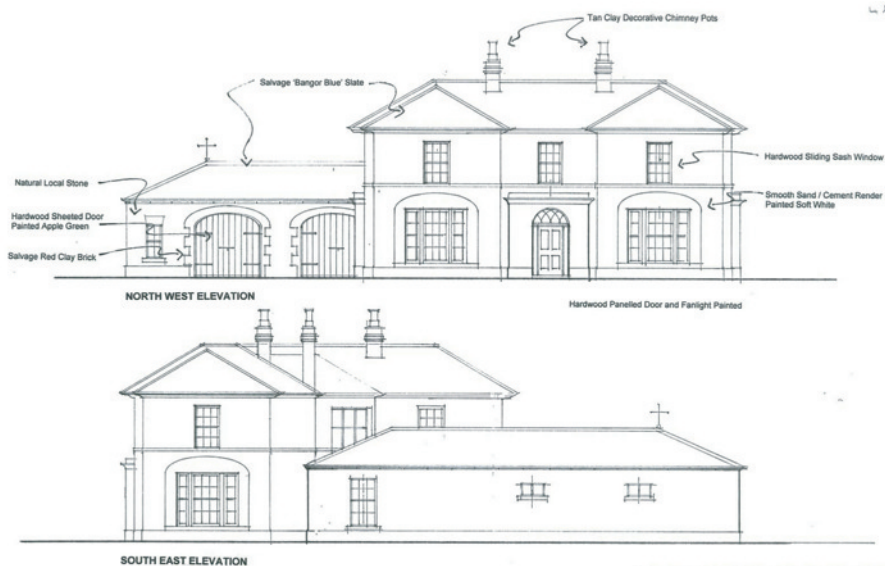 Tan Clay Decorative Chimney Pots
Salvage 'Bangor Blue' Slate
Hardwood Sliding Sash Window
Natural Local Stone
Smooth Sand / Cement Render
Painted Soft White
Hardwood Sheeted Door
Painted Apple Green
Salvage Red Clay Brick
NORTH WEST ELEVATION
Hardwood Panelled Door and Fanlight Painted
SOUTH EAST ELEVATION